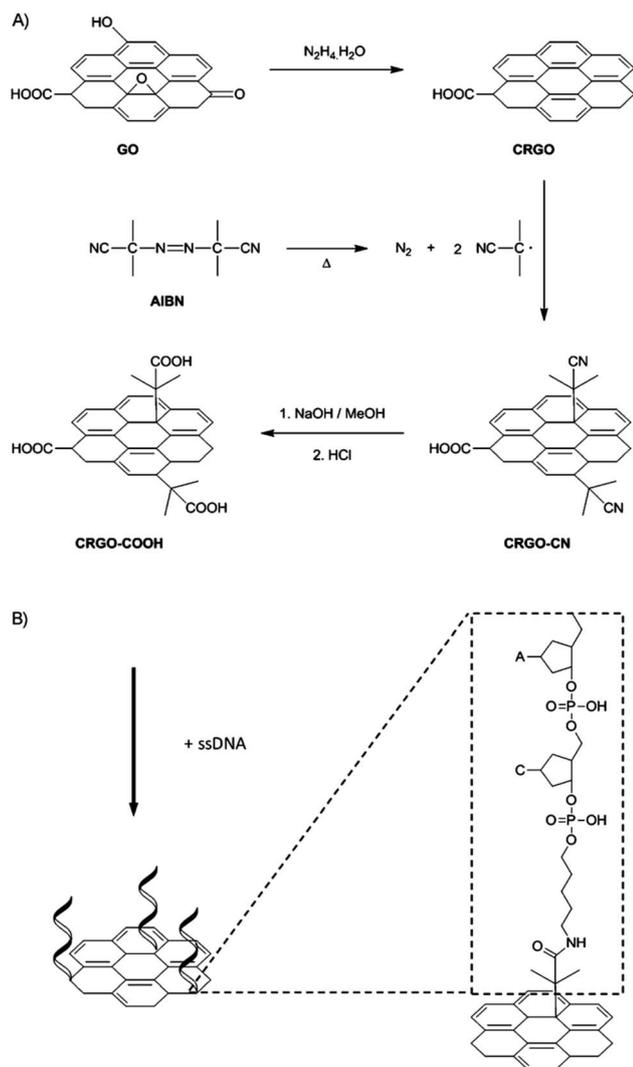 A)
HO
O
HOOC
O
GO
N2H4.H2O
HOOC
CRGO
NC—C—N=N—C—CN
AIBN
Δ
N2 + 2 NC—C·
COOH
HOOC
COOH
CRGO-COOH
1. NaOH / MeOH
2. HCl
CN
HOOC
CN
CRGO-CN
B)
+ ssDNA
A
O
O=P–OH
O
C
O
O=P–OH
O
O
NH